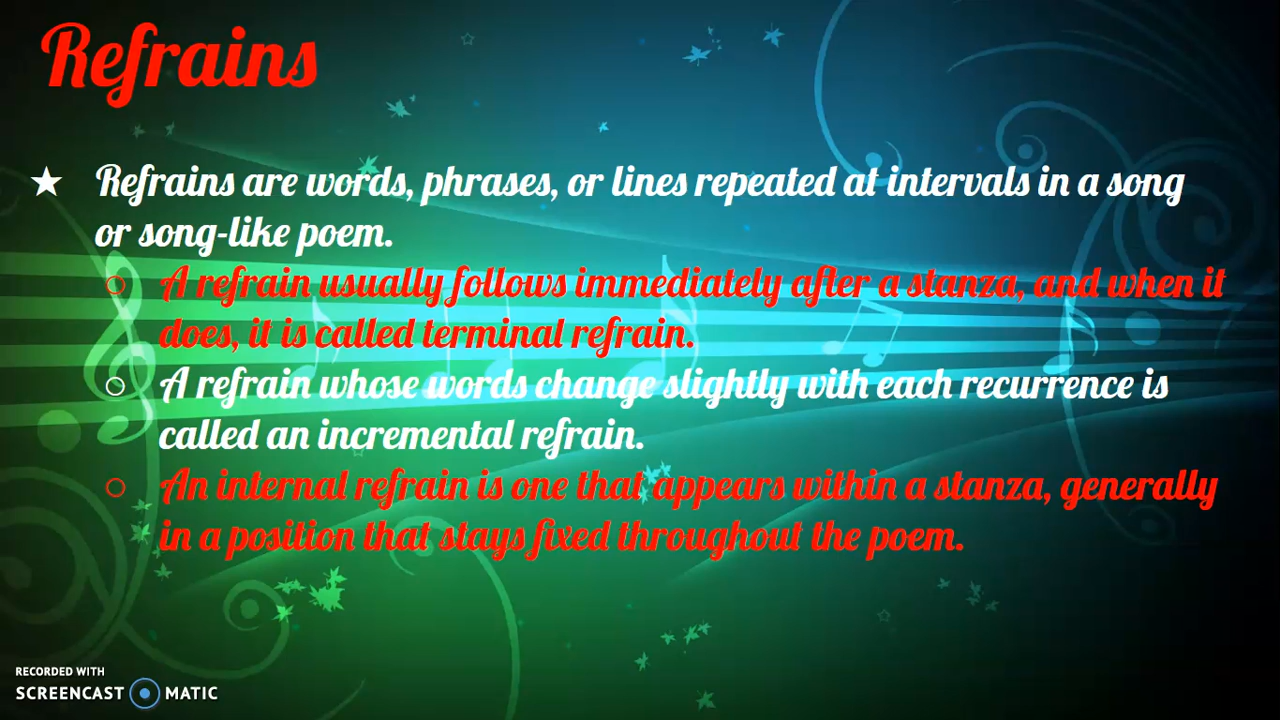 Refrains
Refrains are words, phrases, or lines repeated at intervals in a song
or song-like poem.
A refrain usually follows immediately after a stanza, and when it
does, it is called terminal refrain.
A refrain whose words change slightly with each recurrence is
called an incremental refrain.
An internal refrain is one that appears within a stanza, generally
in a position that stays fixed throughout the poem.
RECORDED WITH
SCREENCAST MATIC